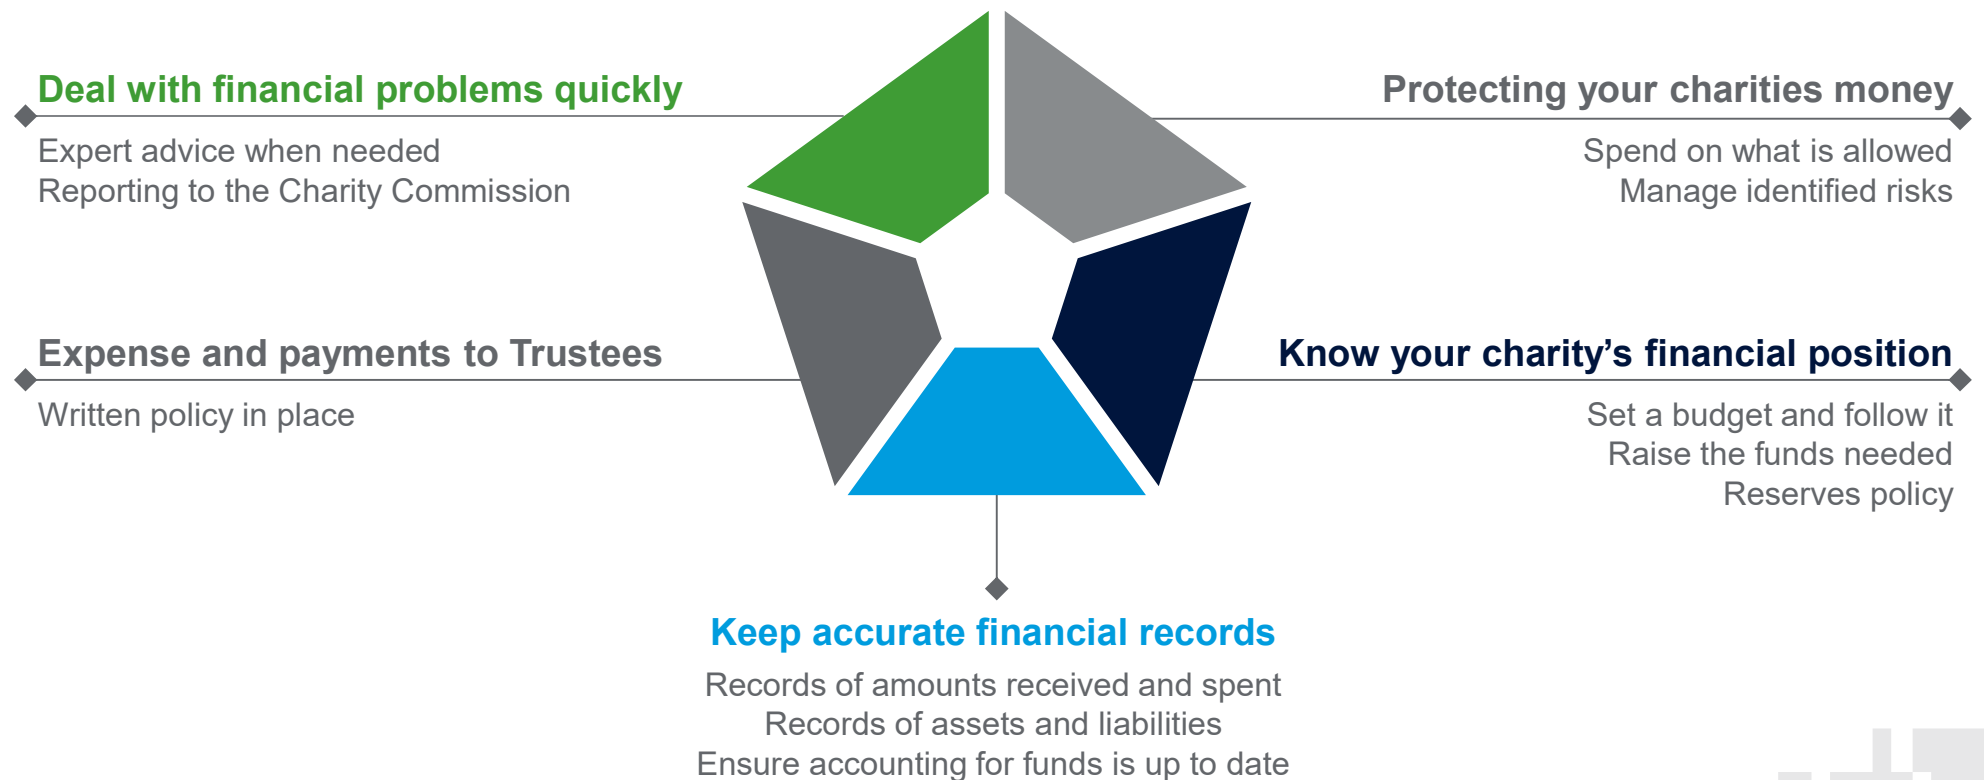 Deal with financial problems quickly
Expert advice when needed
Reporting to the Charity Commission
Protecting your charities money
Spend on what is allowed
Manage identified risks
Expense and payments to Trustees
Written policy in place
Know your charity’s financial position
Set a budget and follow it
Raise the funds needed
Reserves policy
Keep accurate financial records
Records of amounts received and spent
Records of assets and liabilities
Ensure accounting for funds is up to date